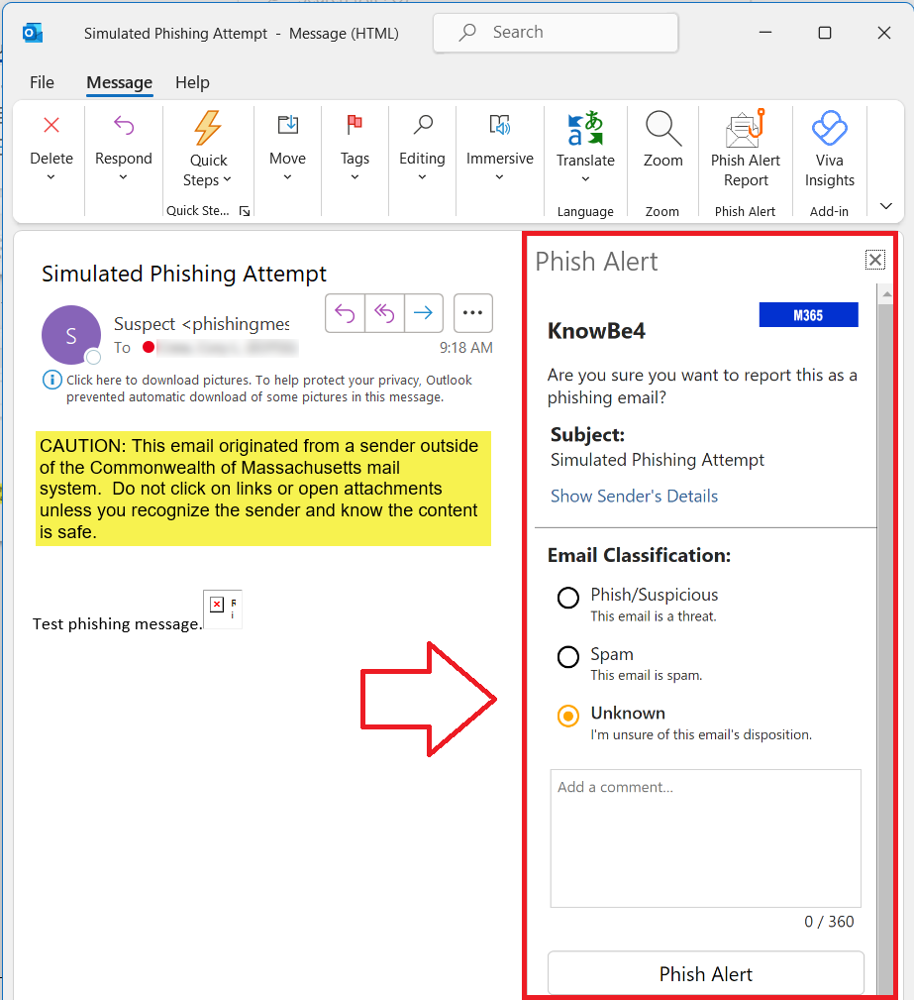 Simulated Phishing Attempt - Message (HTML)
Search
File
Message
Help
Delete
Respond
Quick
Steps
Move
Tags
Editing
Immersive
Translate
Zoom
Phish Alert
Report
Viva
Insights
Quick Ste...
Language
Zoom
Phish Alert
Add-in
Simulated Phishing Attempt
S
Suspect <phishingmes
To
9:18 AM
Click here to download pictures. To help protect your privacy, Outlook
prevented automatic download of some pictures in this message.
CAUTION: This email originated from a sender outside
of the Commonwealth of Massachusetts mail
system.  Do not click on links or open attachments
unless you recognize the sender and know the content
is safe.
Test phishing message.
R
i
Phish Alert
M365
KnowBe4
Are you sure you want to report this as a
phishing email?
Subject:
Simulated Phishing Attempt
Show Sender's Details
Email Classification:
Phish/Suspicious
This email is a threat.
Spam
This email is spam.
Unknown
I'm unsure of this email's disposition.
Add a comment...
0 / 360
Phish Alert